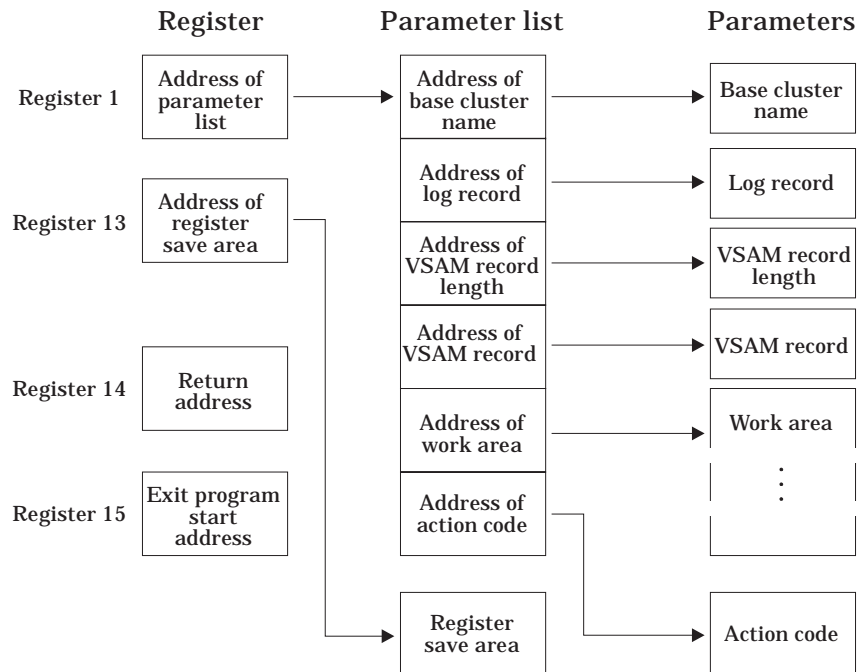 Register
Parameter list
Parameters
Register 1
Address of
parameter
list
Address of
base cluster
name
Base cluster
name
Address of
log record
Log record
Register 13
Address of
register
save area
Address of
VSAM record
length
VSAM record
length
Address of
VSAM record
VSAM record
Register 14
Return
address
Address of
work area
Work area
Register 15
Exit program
start
address
Address of
action code
Register
save area
Action code